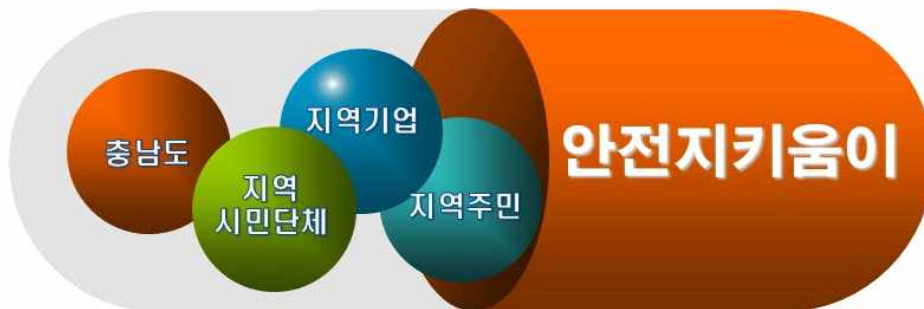 충남도
지역
시민단체
지역기업
지역주민
안전지키움이